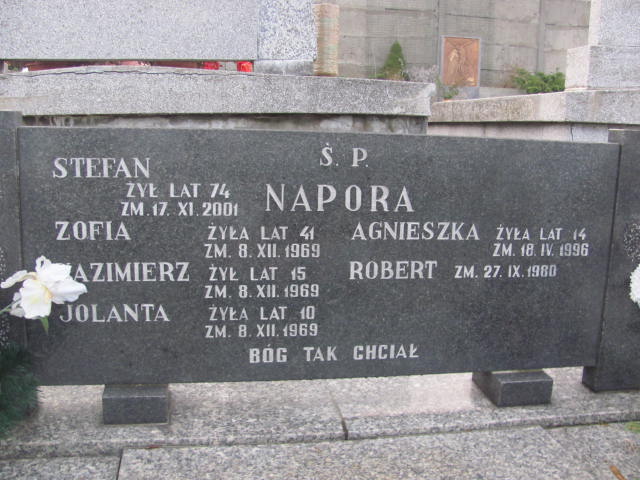 Ś. P.
STEFAN
ŻYŁ LAT 74
ZM. 17. XI. 2001
NAPORA
ZOFIA ŻYŁA LAT 41
ZM. 8. XII. 1969
KAZIMIERZ ŻYŁ LAT 15
ZM. 8. XII. 1969
JOLANTA ŻYŁA LAT 10
ZM. 8. XII. 1969
AGNIESZKA ŻYŁA LAT 14
ZM. 18. IV. 1996
ROBERT ZM. 27. IX. 1980
BÓG TAK CHCIAŁ